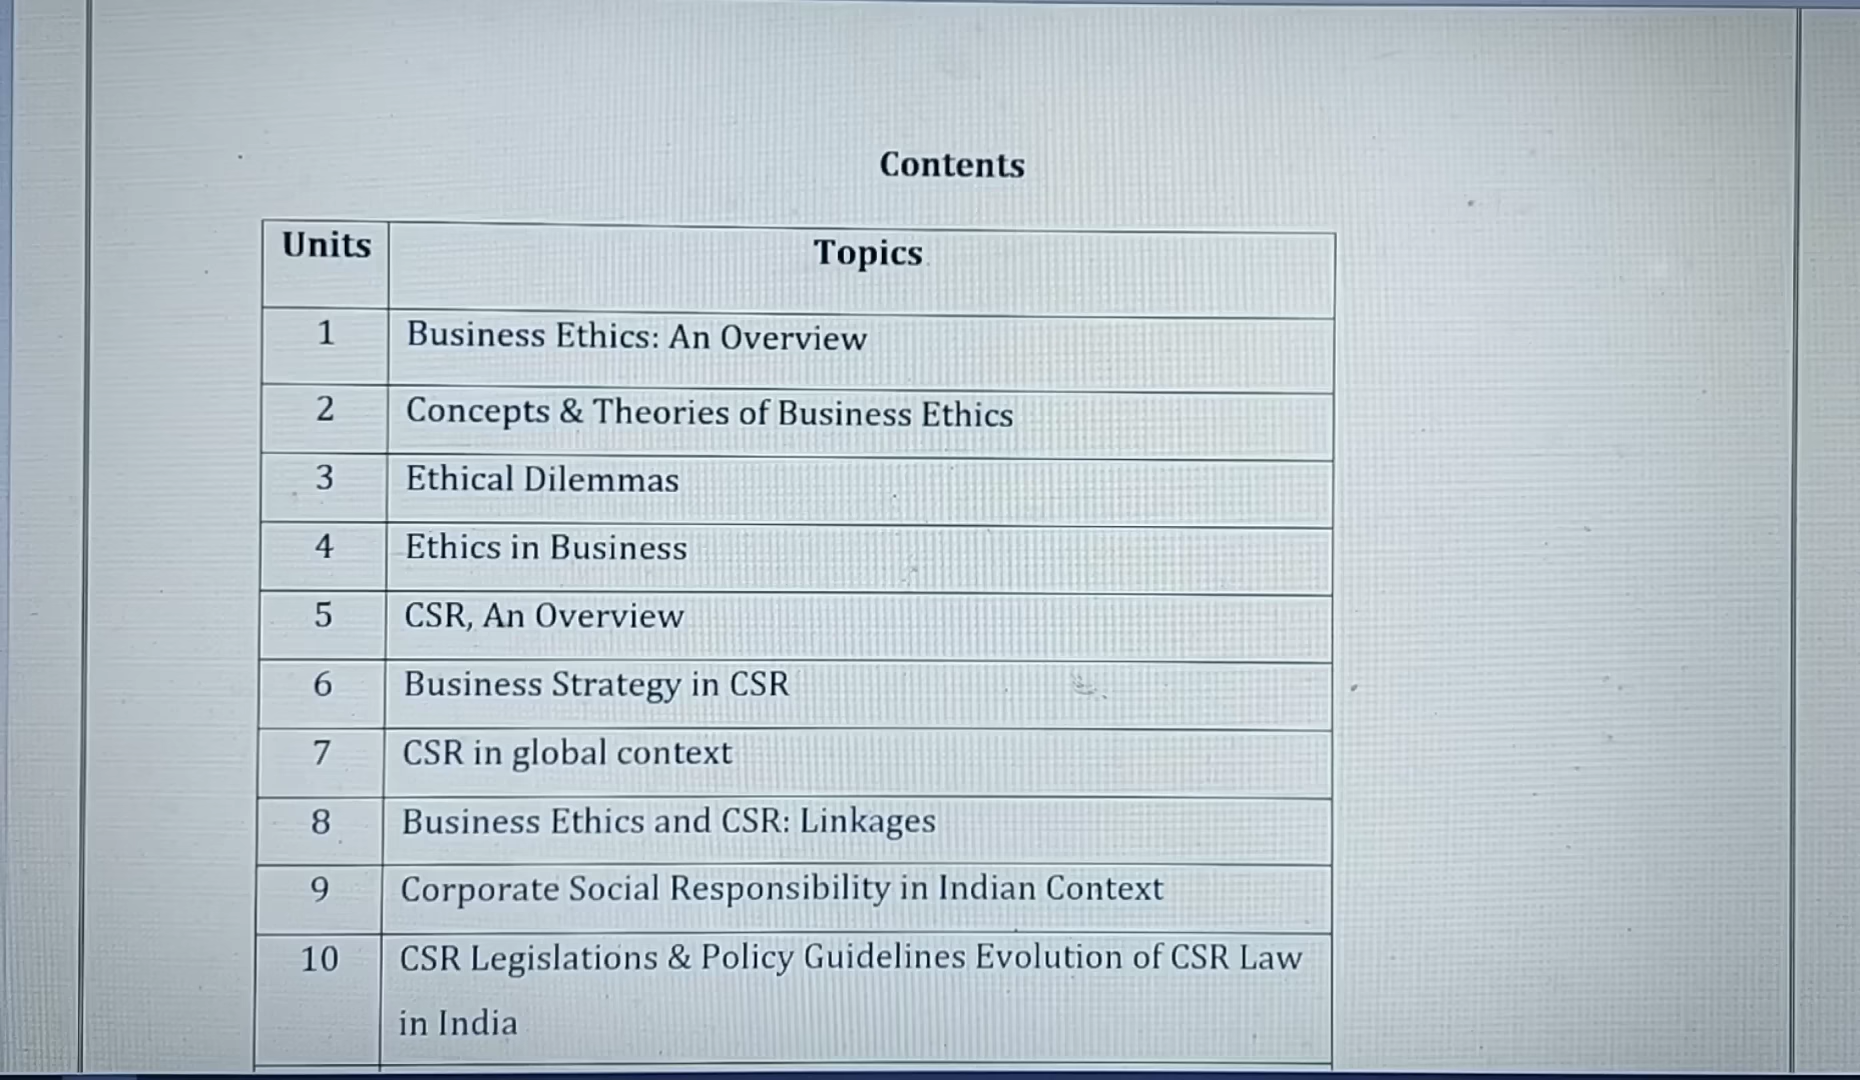 Contents
Units Topics
1 Business Ethics: An Overview
2 Concepts & Theories of Business Ethics
3 Ethical Dilemmas
4 Ethics in Business
5 CSR, An Overview
6 Business Strategy in CSR
7 CSR in global context
8 Business Ethics and CSR: Linkages
9 Corporate Social Responsibility in Indian Context
10 CSR Legislations & Policy Guidelines Evolution of CSR Law
in India